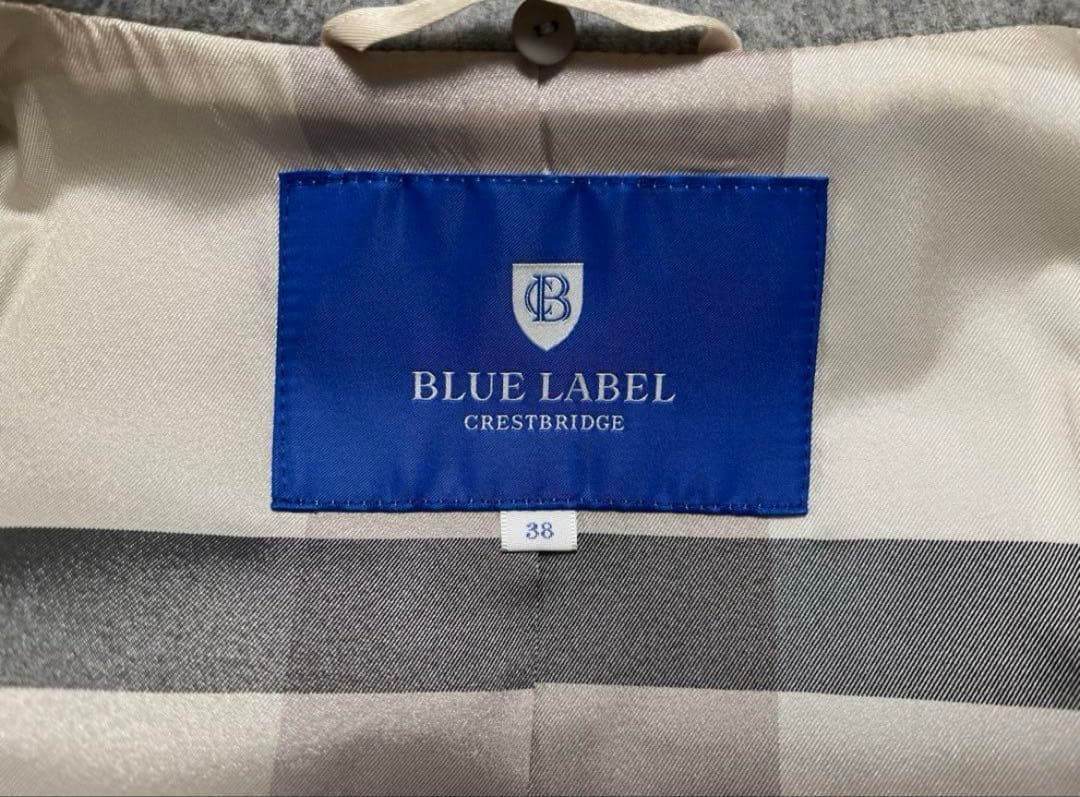 CB
BLUE LABEL
CRESTBRIDGE
38